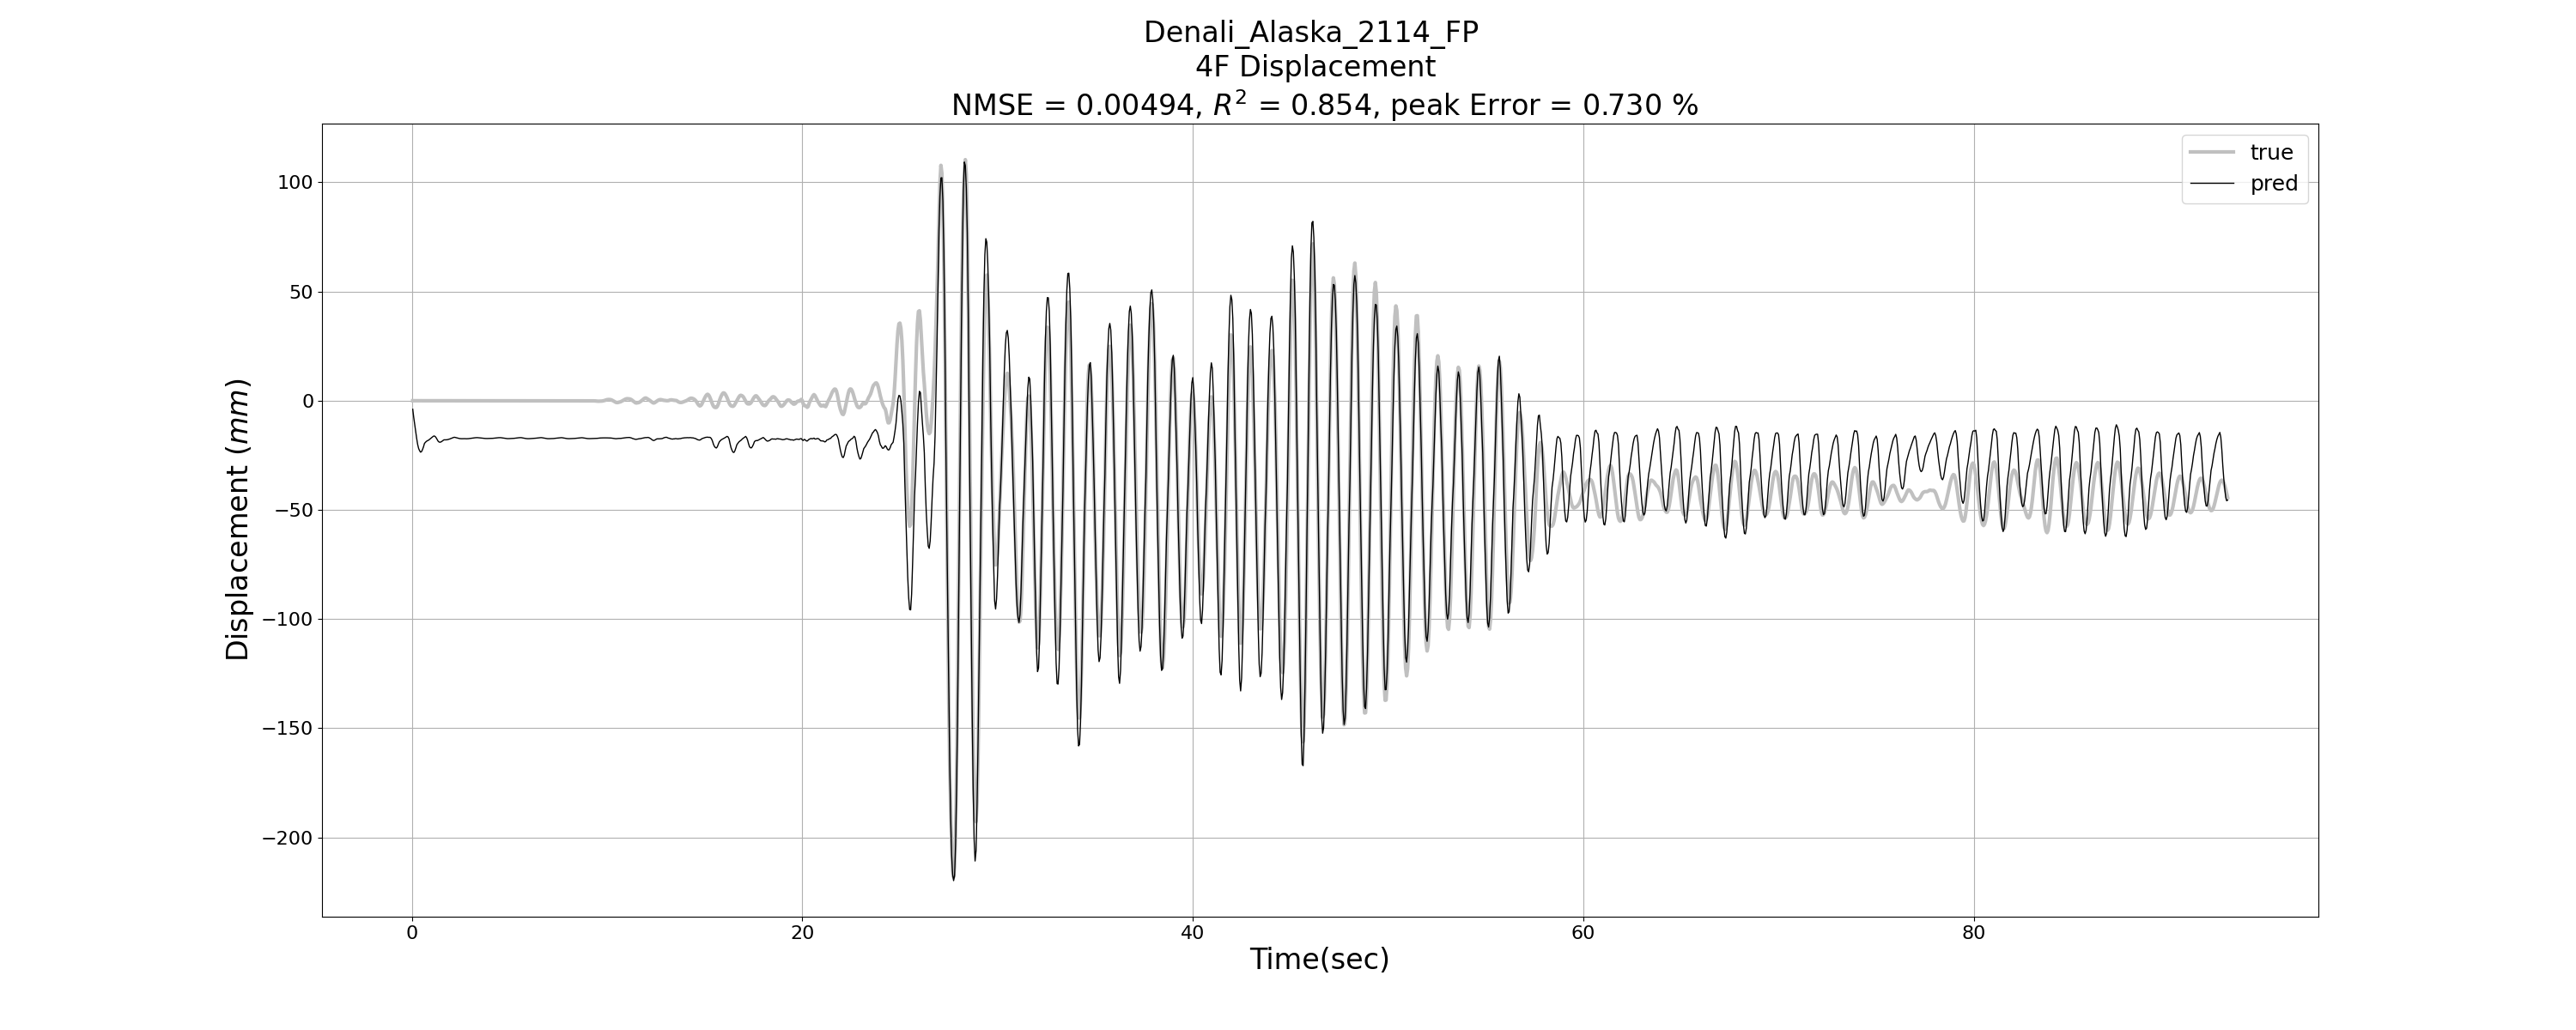 Denali_Alaska_2114_FP
4F Displacement
NMSE = 0.00494, R² = 0.854, peak Error = 0.730 %
true
pred
100
50
0
−50
−100
−150
−200
Displacement (mm)
0 20 40 60 80
Time(sec)